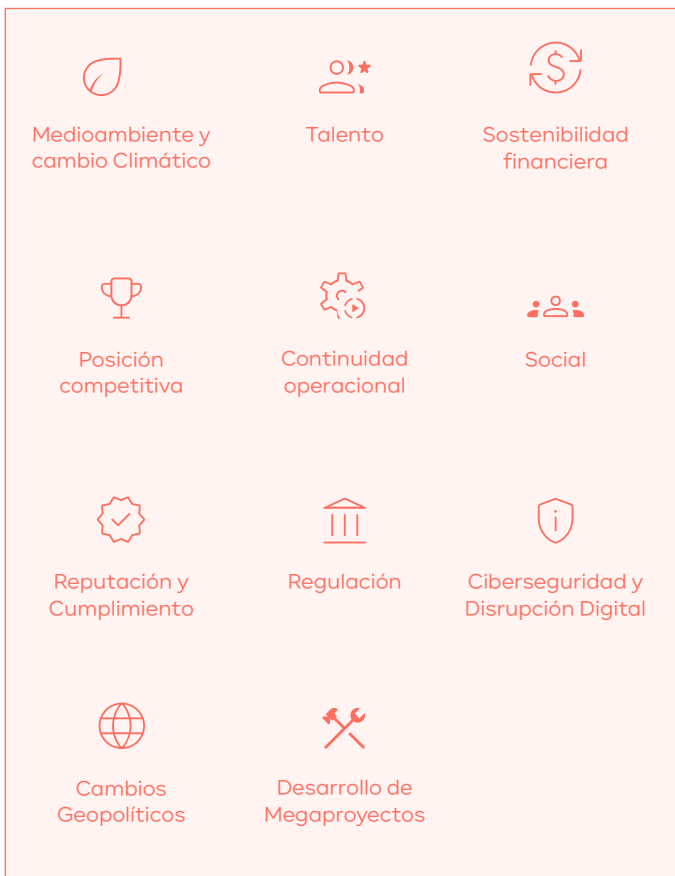 Medioambiente y
cambio Climático
Talento
Sostenibilidad
financiera
Posición
competitiva
Continuidad
operacional
Social
Reputación y
Cumplimiento
Regulación
Ciberseguridad y
Disrupción Digital
Cambios
Geopolíticos
Desarrollo de
Megaproyectos